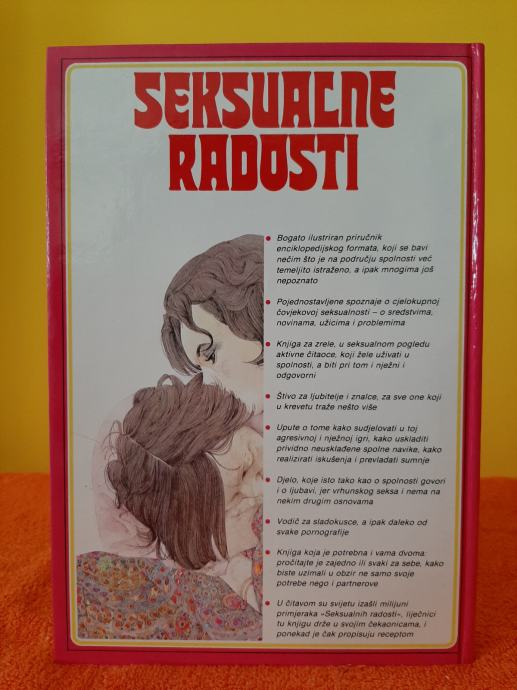 SEKSUALNE
RADOSTI
• Bogato ilustriran priručnik
enciklopedijskog formata, koji se bavi
nečim što je na području spolnosti već
temeljito istraženo, a ipak mnogima još
nepoznato
• Pojednostavljene spoznaje o cjelokupnoj
čovjekovoj seksualnosti – o sredstvima,
novinama, užicima i problemima
• Knjiga za zrele, u seksualnom pogledu
aktivne čitaoce, koji žele uživati u
spolnosti, a biti pri tom i nježni i
odgovorni
• Štivo za ljubitelje i znalce, za sve one koji
u krevetu traže nešto više
• Upute o tome kako sudjelovati u toj
agresivnoj i nježnoj igri, kako uskladiti
prividno neusklađene spolne navike, kako
realizirati iskušenja i prevladati sumnje
• Djelo, koje isto tako kao o spolnosti govori
i o ljubavi, jer vrhunskog seksa i nema na
nekim drugim osnovama
• Vodič za sladokusce, a ipak daleko od
svake pornografije
• Knjiga koja je potrebna i vama dvoma:
pročitajte je zajedno ili svaki za sebe, kako
biste uzimali u obzir ne samo svoje
potrebe nego i partnerove
• U čitavom su svijetu izašli milijuni
primjeraka »Seksualnih radosti«, liječnici
tu knjigu drže u svojim čekaonicama, i
ponekad je čak propisuju receptom